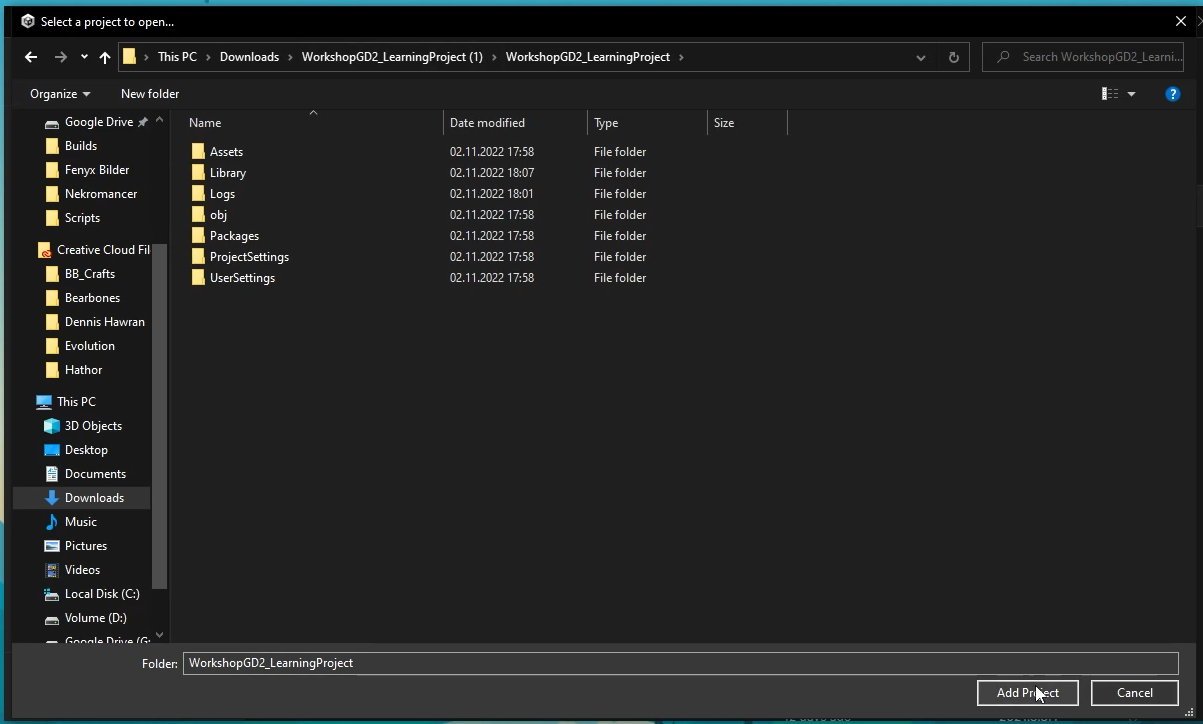 Select a project to open...
This PC > Downloads > WorkshopGD2_LearningProject (1) > WorkshopGD2_LearningProject >
Search WorkshopGD2_Learni...
Organize
New folder
Google Drive
Builds
Fenyx Bilder
Nekromancer
Scripts
Creative Cloud Fil
BB_Crafts
Bearbones
Dennis Hawran
Evolution
Hathor
This PC
3D Objects
Desktop
Documents
Downloads
Music
Pictures
Videos
Local Disk (C:)
Volume (D:)
Google Drive (G:
Name Date modified Type Size
Assets 02.11.2022 17:58 File folder
Library 02.11.2022 18:07 File folder
Logs 02.11.2022 18:01 File folder
obj 02.11.2022 17:58 File folder
Packages 02.11.2022 17:58 File folder
ProjectSettings 02.11.2022 17:58 File folder
UserSettings 02.11.2022 17:58 File folder
Folder: WorkshopGD2_LearningProject
Add Project
Cancel